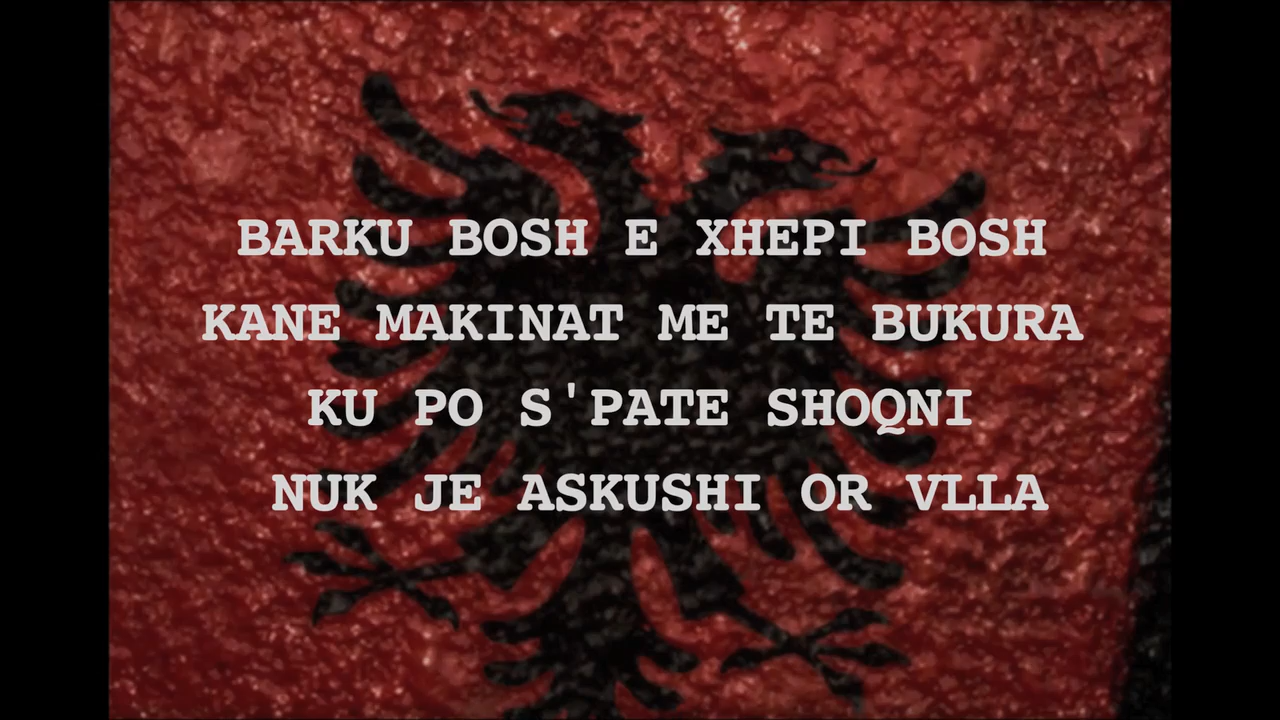 BARKU BOSH E XHEPI BOSH
KANE MAKINAT ME TE BUKURA
KU PO S'PATE SHOQNI
NUK JE ASKUSHI OR VLLA